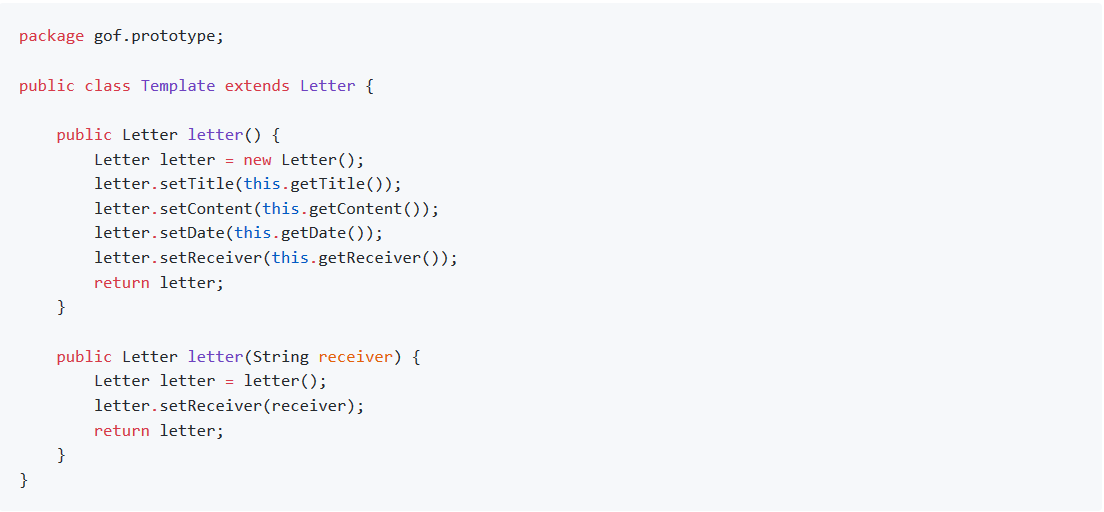 package gof.prototype;
public class Template extends Letter {
public Letter letter() {
Letter letter = new Letter();
letter.setTitle(this.getTitle());
letter.setContent(this.getContent());
letter.setDate(this.getDate());
letter.setReceiver(this.getReceiver());
return letter;
}
public Letter letter(String receiver) {
Letter letter = letter();
letter.setReceiver(receiver);
return letter;
}
}